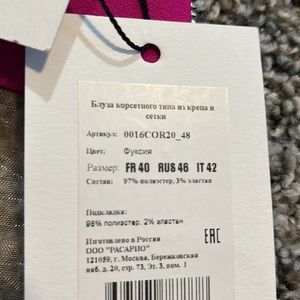 Блуза корсетного типа из крепа и
сетки
Артикул: 0016COR20_48
Цвет: Фуксия
Размер: FR 40 RUS 46 IT 42
Состав: 97% полиэстер, 3% эластан
Подкладка:
98% полиэстер, 2% эластан
Изготовлено в России
ООО "РАСАРИО"
121059, г. Москва, Бережковская
наб. д. 20, стр. 73, Эт. 3, пом. 1
EAC